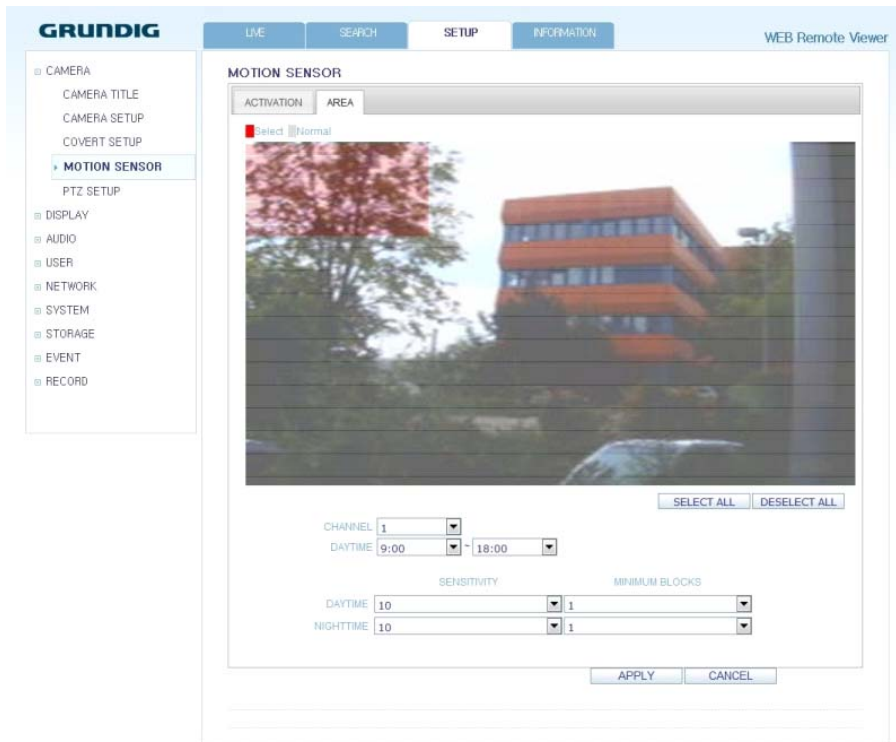 GRUNDIG
LIVE SEARCH SETUP INFORMATION
WEB Remote Viewer
CAMERA
CAMERA TITLE
CAMERA SETUP
COVERT SETUP
MOTION SENSOR
PTZ SETUP
DISPLAY
AUDIO
USER
NETWORK
SYSTEM
STORAGE
EVENT
RECORD
MOTION SENSOR
ACTIVATION AREA
Select Normal
SELECT ALL DESELECT ALL
CHANNEL 1
DAYTIME 9:00 ~ 18:00
SENSITIVITY MINIMUM BLOCKS
DAYTIME 10 1
NIGHTTIME 10 1
APPLY CANCEL